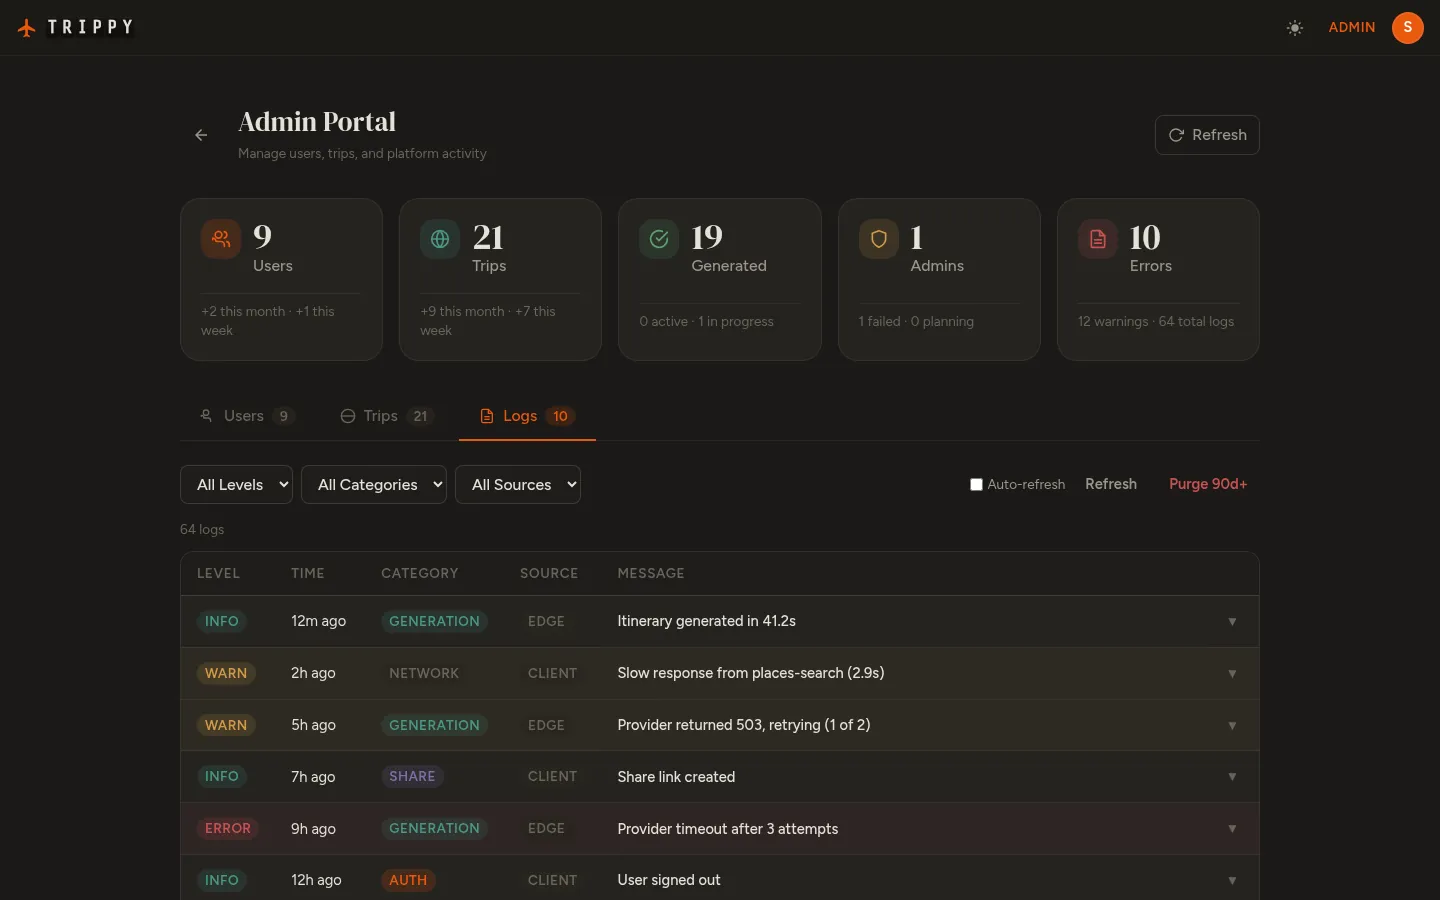 TRIPPY
ADMIN
S
Admin Portal
Manage users, trips, and platform activity
Refresh
9
Users
+2 this month · +1 this
week
21
Trips
+9 this month · +7 this
week
19
Generated
0 active · 1 in progress
1
Admins
1 failed · 0 planning
10
Errors
12 warnings · 64 total logs
Users 9
Trips 21
Logs 10
All Levels
All Categories
All Sources
Auto-refresh
Refresh
Purge 90d+
64 logs
LEVEL TIME CATEGORY SOURCE MESSAGE
INFO 12m ago GENERATION EDGE Itinerary generated in 41.2s
WARN 2h ago NETWORK CLIENT Slow response from places-search (2.9s)
WARN 5h ago GENERATION EDGE Provider returned 503, retrying (1 of 2)
INFO 7h ago SHARE CLIENT Share link created
ERROR 9h ago GENERATION EDGE Provider timeout after 3 attempts
INFO 12h ago AUTH CLIENT User signed out